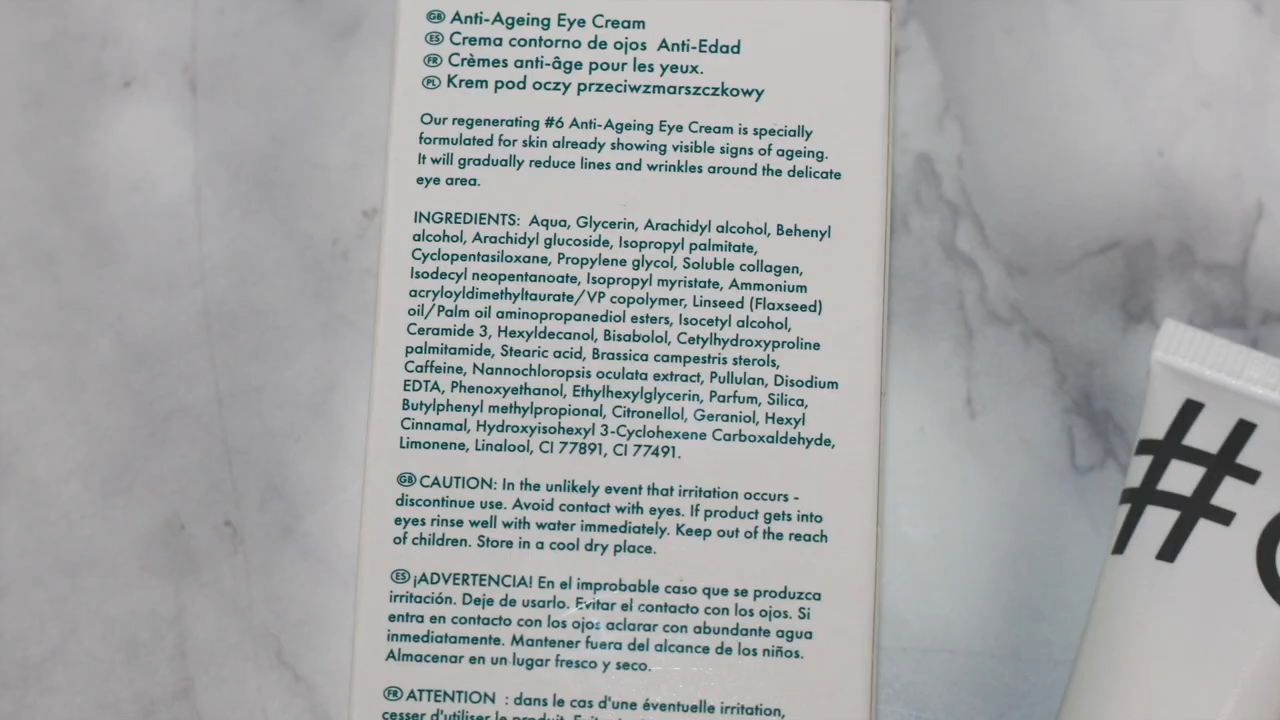 GB Anti-Ageing Eye Cream
ES Crema contorno de ojos Anti-Edad
FR Crèmes anti-âge pour les yeux.
PL Krem pod oczy przeciwzmarszczkowy
Our regenerating #6 Anti-Ageing Eye Cream is specially
formulated for skin already showing visible signs of ageing.
It will gradually reduce lines and wrinkles around the delicate
eye area.
INGREDIENTS: Aqua, Glycerin, Arachidyl alcohol, Behenyl
alcohol, Arachidyl glucoside, Isopropyl palmitate,
Cyclopentasiloxane, Propylene glycol, Soluble collagen,
Isodecyl neopentanoate, Isopropyl myristate, Ammonium
acryloyldimethyltaurate/VP copolymer, Linseed (Flaxseed)
oil/Palm oil aminopropanediol esters, Isocetyl alcohol,
Ceramide 3, Hexyldecanol, Bisabolol, Cetylhydroxyproline
palmitamide, Stearic acid, Brassica campestris sterols,
Caffeine, Nannochloropsis oculata extract, Pullulan, Disodium
EDTA, Phenoxyethanol, Ethylhexylglycerin, Parfum, Silica,
Butylphenyl methylpropional, Citronellol, Geraniol, Hexyl
Cinnamal, Hydroxyisohexyl 3-Cyclohexene Carboxaldehyde,
Limonene, Linalool, CI 77891, CI 77491.
GB CAUTION: In the unlikely event that irritation occurs -
discontinue use. Avoid contact with eyes. If product gets into
eyes rinse well with water immediately. Keep out of the reach
of children. Store in a cool dry place.
ES ¡ADVERTENCIA! En el improbable caso que se produzca
irritación. Deje de usarlo. Evitar el contacto con los ojos. Si
entra en contacto con los ojos aclarar con abundante agua
inmediatamente. Mantener fuera del alcance de los niños.
Almacenar en un lugar fresco y seco.
FR ATTENTION : dans le cas d'une éventuelle irritation,
cesser d'utiliser le produit.
#